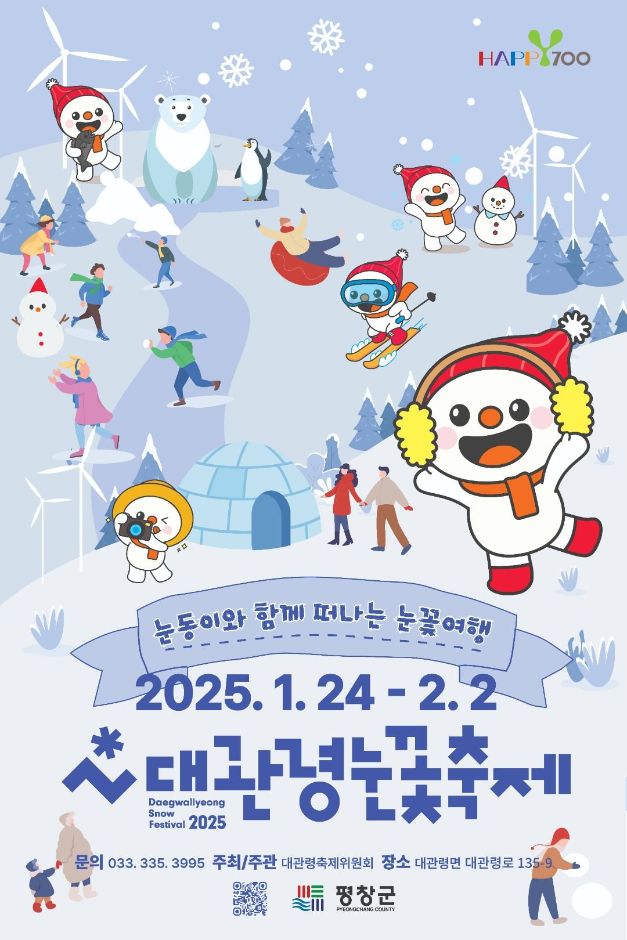 HAPPY700
눈동이와 함께 떠나는 눈꽃여행
2025. 1. 24 - 2. 2
대관령눈꽃축제
Daegwallyeong
Snow
Festival 2025
문의 033. 335. 3995 주최/주관 대관령축제위원회 장소 대관령면 대관령로 135-9
평창군
PYEONGCHANG COUNTY